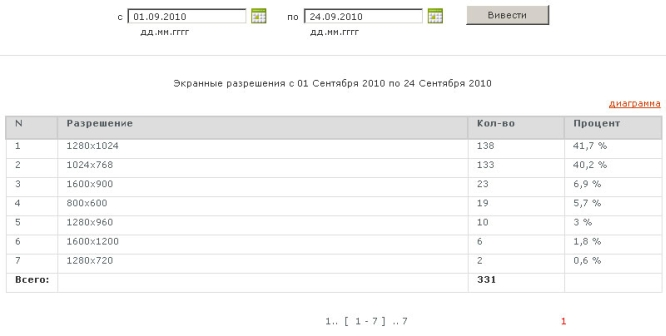 с 01.09.2010 по 24.09.2010 Вивести
дд.мм.гггг дд.мм.гггг
Экранные разрешения с 01 Сентября 2010 по 24 Сентября 2010
диаграмма
N Разрешение Кол-во Процент
1 1280x1024 138 41,7 %
2 1024x768 133 40,2 %
3 1600x900 23 6,9 %
4 800x600 19 5,7 %
5 1280x960 10 3 %
6 1600x1200 6 1,8 %
7 1280x720 2 0,6 %
Всего: 331
1.. [ 1 - 7 ] .. 7 1